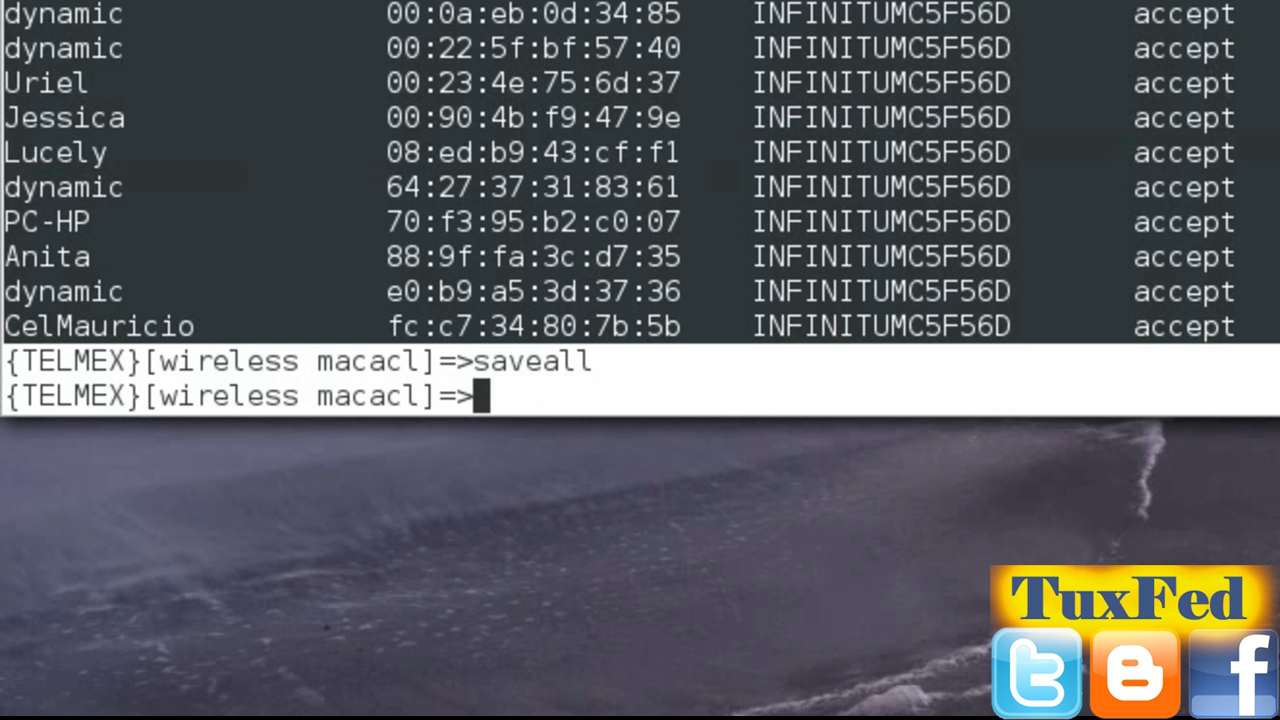 dynamic 00:0a:eb:0d:34:85 INFINITUMC5F56D accept
dynamic 00:22:5f:bf:57:40 INFINITUMC5F56D accept
Uriel 00:23:4e:75:6d:37 INFINITUMC5F56D accept
Jessica 00:90:4b:f9:47:9e INFINITUMC5F56D accept
Lucely 08:ed:b9:43:cf:f1 INFINITUMC5F56D accept
dynamic 64:27:37:31:83:61 INFINITUMC5F56D accept
PC-HP 70:f3:95:b2:c0:07 INFINITUMC5F56D accept
Anita 88:9f:fa:3c:d7:35 INFINITUMC5F56D accept
dynamic e0:b9:a5:3d:37:36 INFINITUMC5F56D accept
CelMauricio fc:c7:34:80:7b:5b INFINITUMC5F56D accept
{TELMEX}[wireless macacl]=>saveall
{TELMEX}[wireless macacl]=>
TuxFed